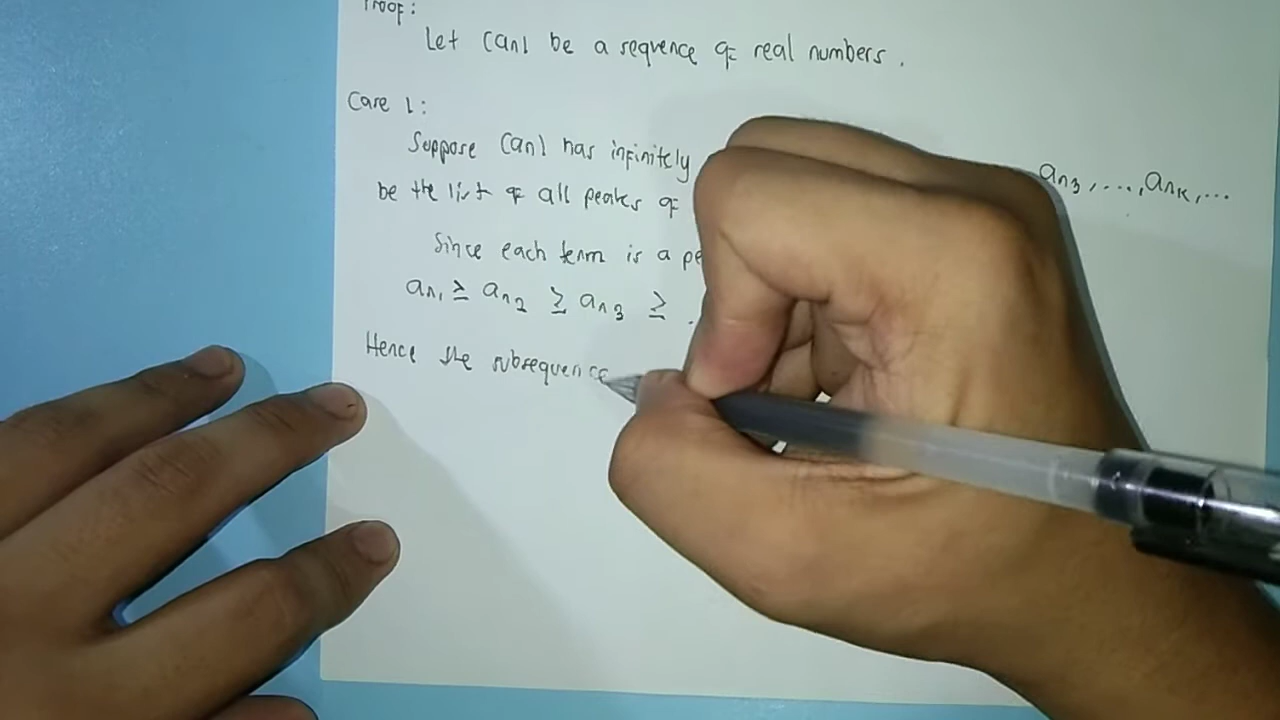 Proof:
Let (an) be a sequence of real numbers.
Case 1:
Suppose (an) has infinitely an3, ..., ank, ...
be the list of all peaks of
Since each term is a
an1 ≥ an2 ≥ an3 ≥ .
Hence the subsequence